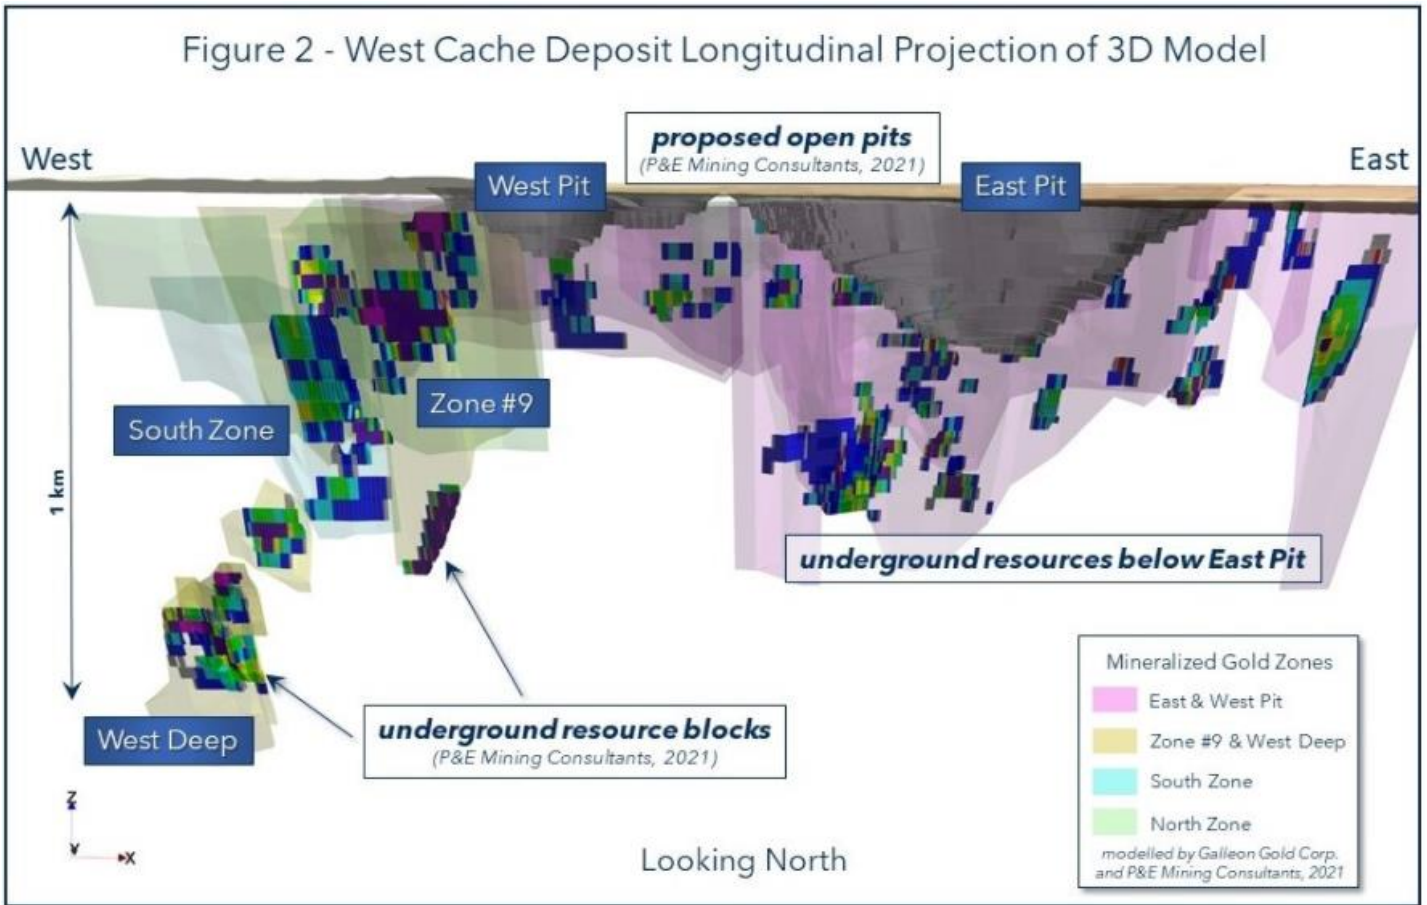 Figure 2 - West Cache Deposit Longitudinal Projection of 3D Model
proposed open pits
(P&E Mining Consultants, 2021)
West
East
West Pit
East Pit
Zone #9
South Zone
1 km
underground resources below East Pit
underground resource blocks
(P&E Mining Consultants, 2021)
West Deep
Mineralized Gold Zones
East & West Pit
Zone #9 & West Deep
South Zone
North Zone
modelled by Galleon Gold Corp.
and P&E Mining Consultants, 2021
Z
Y
X
Looking North